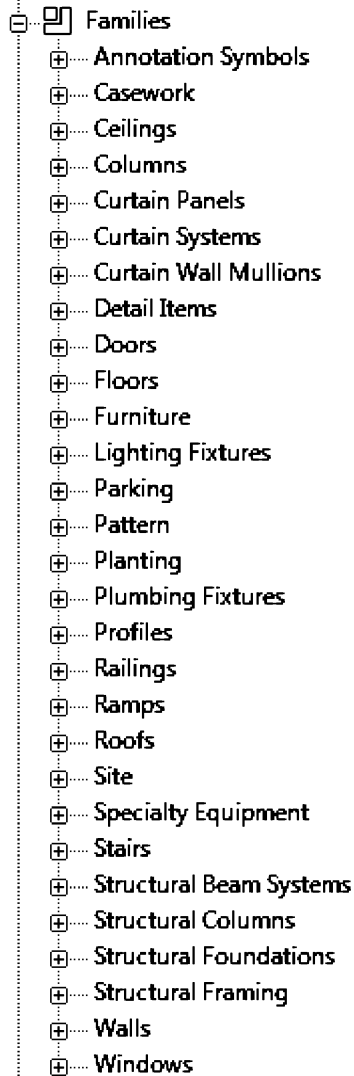 Families
Annotation Symbols
Casework
Ceilings
Columns
Curtain Panels
Curtain Systems
Curtain Wall Mullions
Detail Items
Doors
Floors
Furniture
Lighting Fixtures
Parking
Pattern
Planting
Plumbing Fixtures
Profiles
Railings
Ramps
Roofs
Site
Specialty Equipment
Stairs
Structural Beam Systems
Structural Columns
Structural Foundations
Structural Framing
Walls
Windows